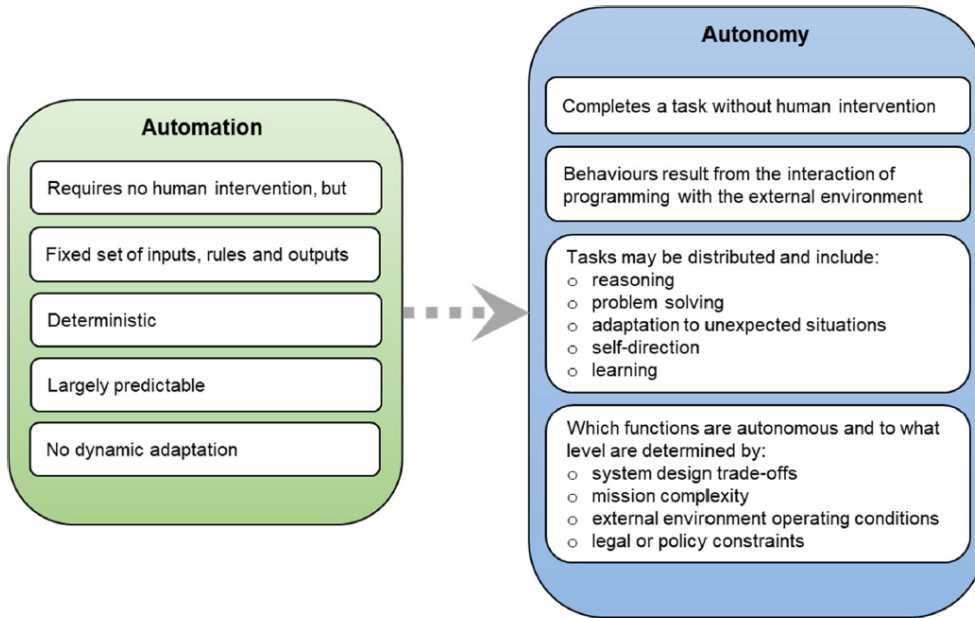 Automation
Requires no human intervention, but
Fixed set of inputs, rules and outputs
Deterministic
Largely predictable
No dynamic adaptation
Autonomy
Completes a task without human intervention
Behaviours result from the interaction of
programming with the external environment
Tasks may be distributed and include:
o reasoning
o problem solving
o adaptation to unexpected situations
o self-direction
o learning
Which functions are autonomous and to what
level are determined by:
o system design trade-offs
o mission complexity
o external environment operating conditions
o legal or policy constraints